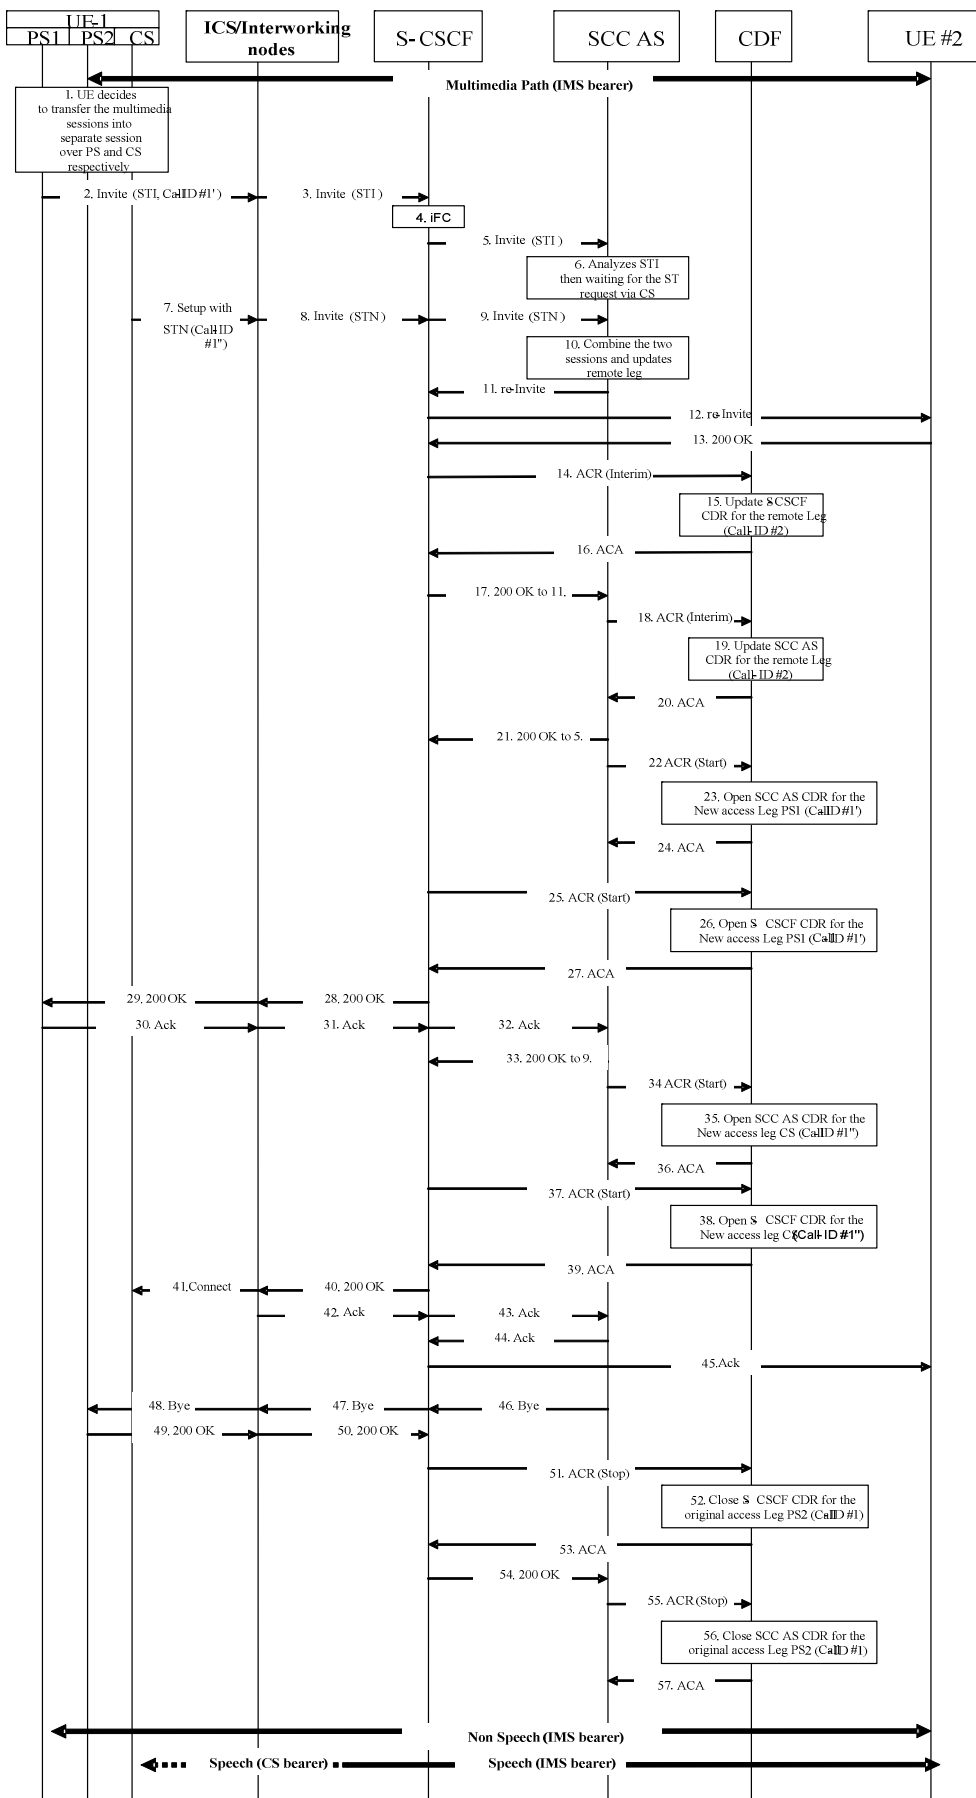 UE-1
PS1 PS2 CS
ICS/Interworking
nodes
S-CSCF
SCC AS
CDF
UE #2
Multimedia Path (IMS bearer)
1. UE decides
to transfer the multimedia
sessions into
separate session
over PS and CS
respectively
2. Invite (STI, Call-ID #1')
3. Invite (STI)
4. iFC
5. Invite (STI)
6. Analyzes STI
then waiting for the ST
request via CS
7. Setup with
STN (Call-ID
#1'')
8. Invite (STN)
9. Invite (STN)
10. Combine the two
sessions and updates
remote leg
11. re-Invite
12. re-Invite
13. 200 OK
14. ACR (Interim)
15. Update S-CSCF
CDR for the remote Leg
(Call-ID #2)
16. ACA
17. 200 OK to 11.
18. ACR (Interim)
19. Update SCC AS
CDR for the remote Leg
(Call-ID #2)
20. ACA
21. 200 OK to 5.
22 ACR (Start)
23. Open SCC AS CDR for the
New access Leg PS1 (Call-ID #1')
24. ACA
25. ACR (Start)
26. Open S-CSCF CDR for the
New access Leg PS1 (Call-ID #1')
27. ACA
28. 200 OK
29. 200 OK
30. Ack
31. Ack
32. Ack
33. 200 OK to 9.
34 ACR (Start)
35. Open SCC AS CDR for the
New access leg CS (Call-ID #1'')
36. ACA
37. ACR (Start)
38. Open S-CSCF CDR for the
New access leg CS (Call-ID #1'')
39. ACA
40. 200 OK
41.Connect
42. Ack
43. Ack
44. Ack
45.Ack
46. Bye
47. Bye
48. Bye
49. 200 OK
50. 200 OK
51. ACR (Stop)
52. Close S-CSCF CDR for the
original access Leg PS2 (Call-ID #1)
53. ACA
54. 200 OK
55. ACR (Stop)
56. Close SCC AS CDR for the
original access Leg PS2 (Call-ID #1)
57. ACA
Non Speech (IMS bearer)
Speech (CS bearer)
Speech (IMS bearer)